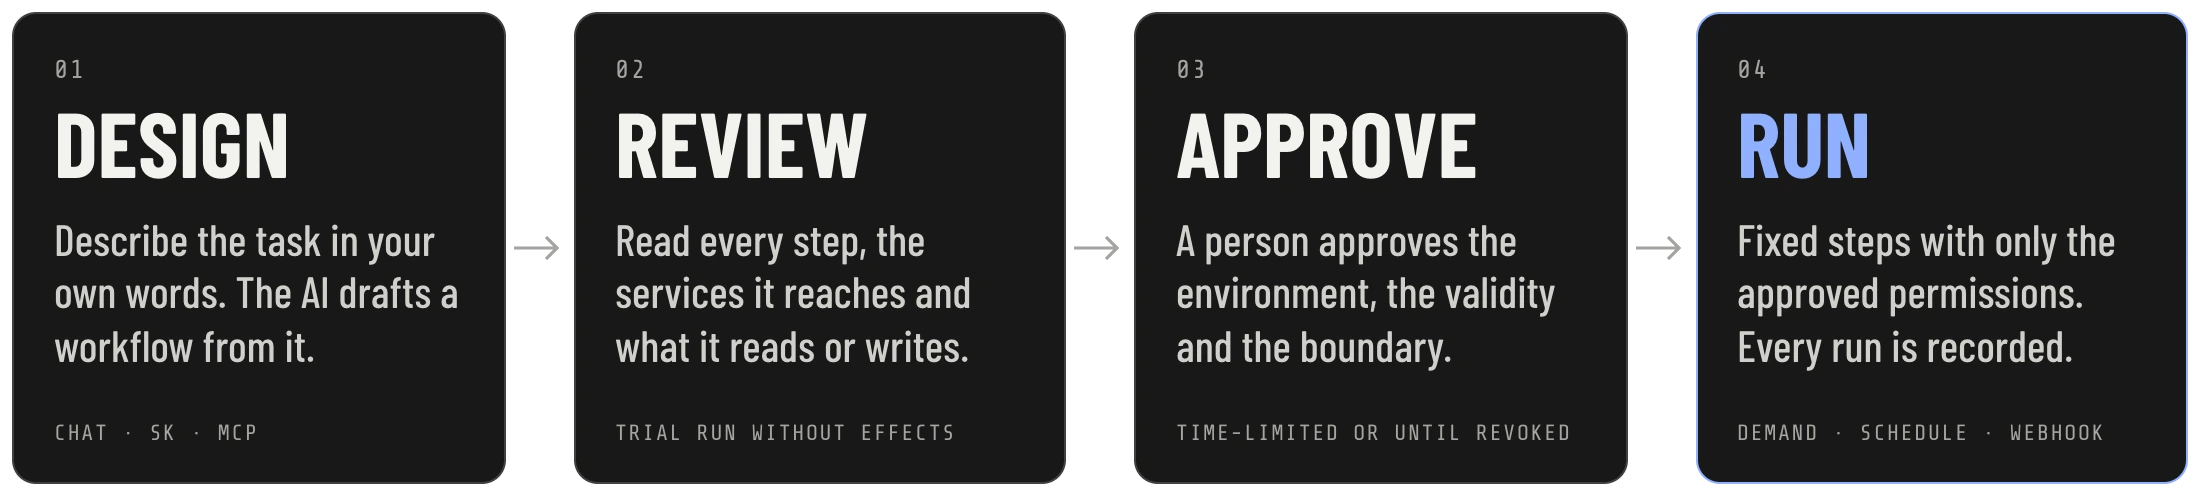 01
DESIGN
Describe the task in your
own words. The AI drafts a
workflow from it.
CHAT · SK · MCP
02
REVIEW
Read every step, the
services it reaches and
what it reads or writes.
TRIAL RUN WITHOUT EFFECTS
03
APPROVE
A person approves the
environment, the validity
and the boundary.
TIME-LIMITED OR UNTIL REVOKED
04
RUN
Fixed steps with only the
approved permissions.
Every run is recorded.
DEMAND · SCHEDULE · WEBHOOK